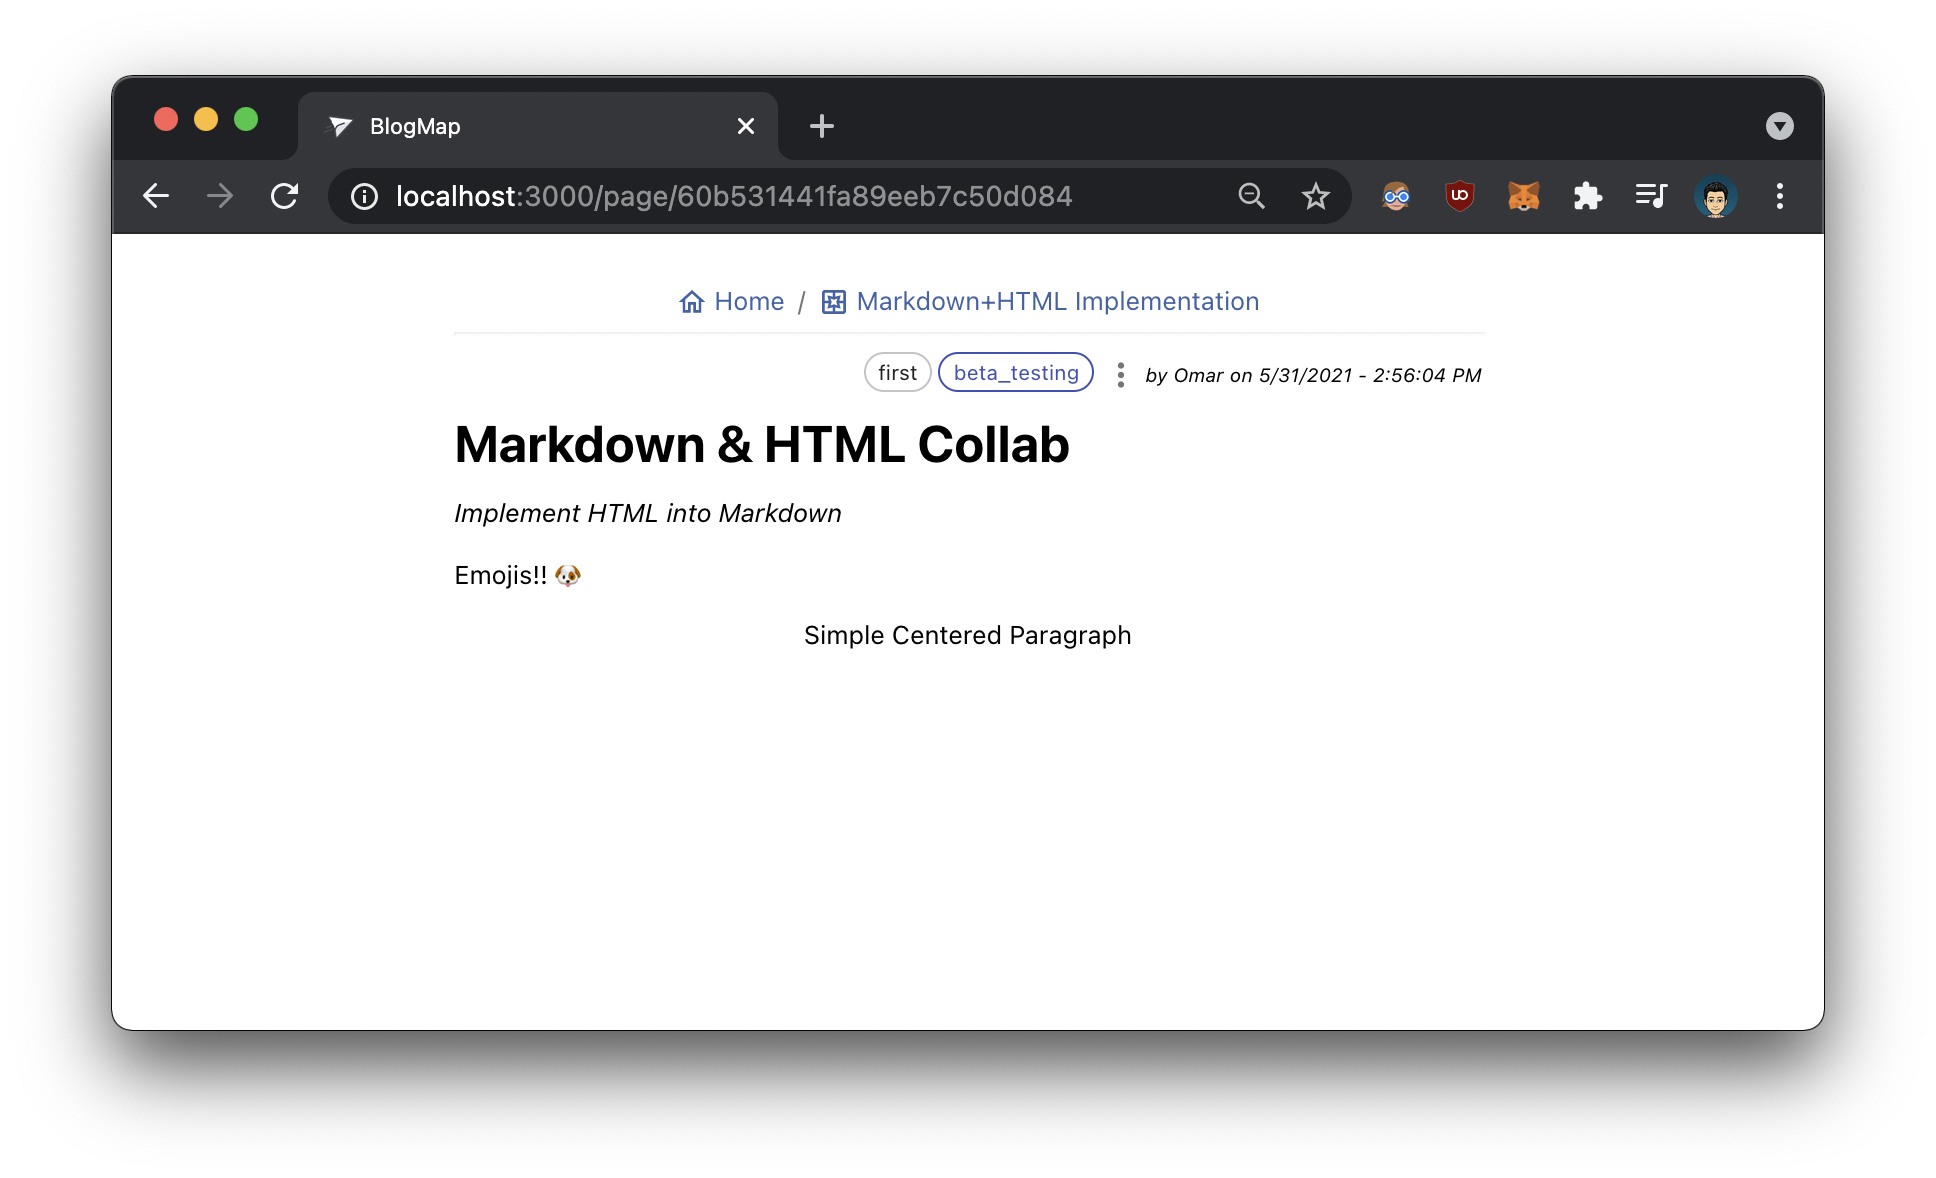 BlogMap
localhost:3000/page/60b531441fa89eeb7c50d084
Home / Markdown+HTML Implementation
first beta_testing by Omar on 5/31/2021 - 2:56:04 PM
Markdown & HTML Collab
Implement HTML into Markdown
Emojis!! 🐶
Simple Centered Paragraph